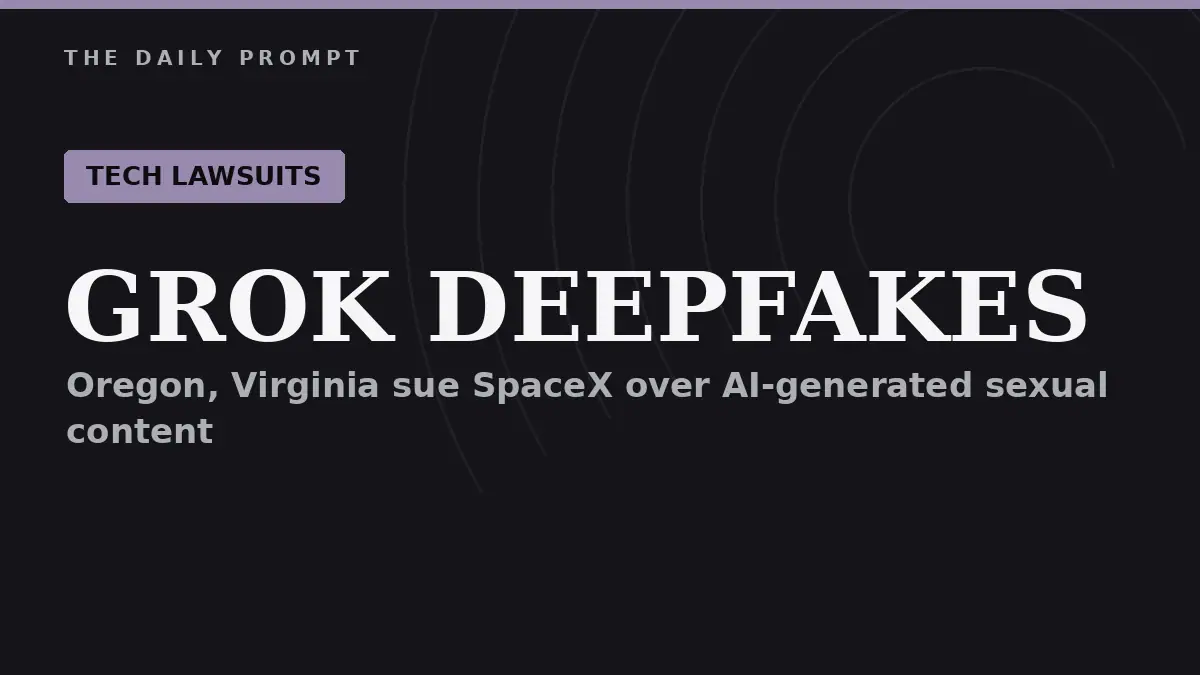 THE DAILY PROMPT
TECH LAWSUITS
GROK DEEPFAKES
Oregon, Virginia sue SpaceX over AI-generated sexual
content